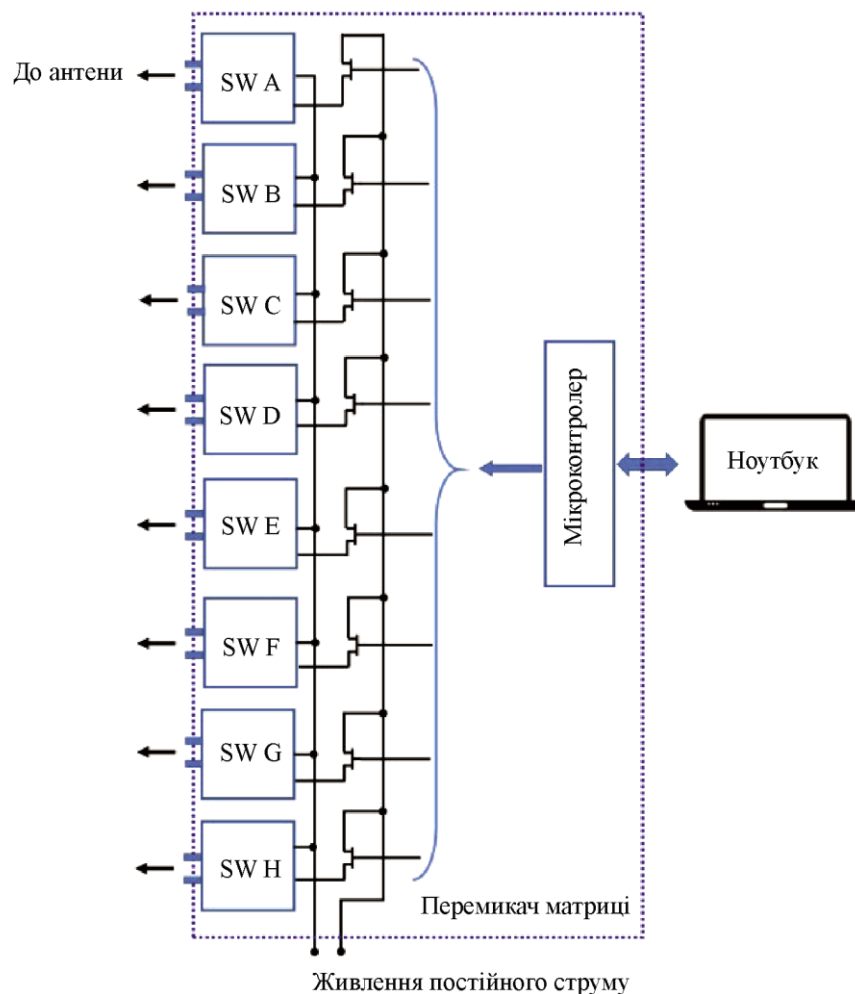 До антени
SW A
SW B
SW C
SW D
SW E
SW F
SW G
SW H
Мікроконтролер
Ноутбук
Перемикач матриці
Живлення постійного струму